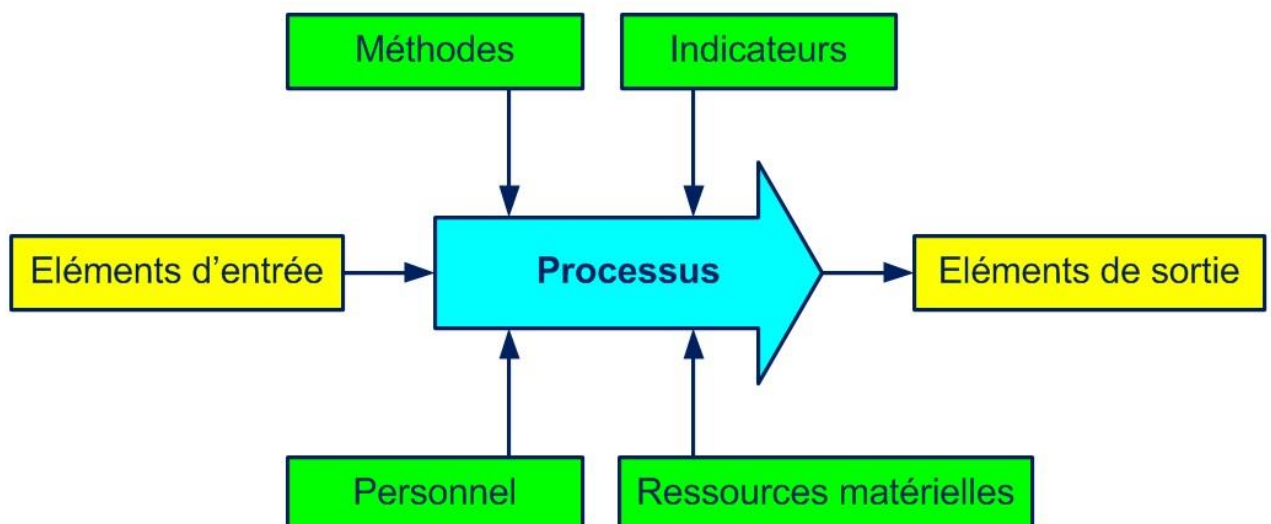 Méthodes
Indicateurs
Eléments d’entrée
Processus
Eléments de sortie
Personnel
Ressources matérielles